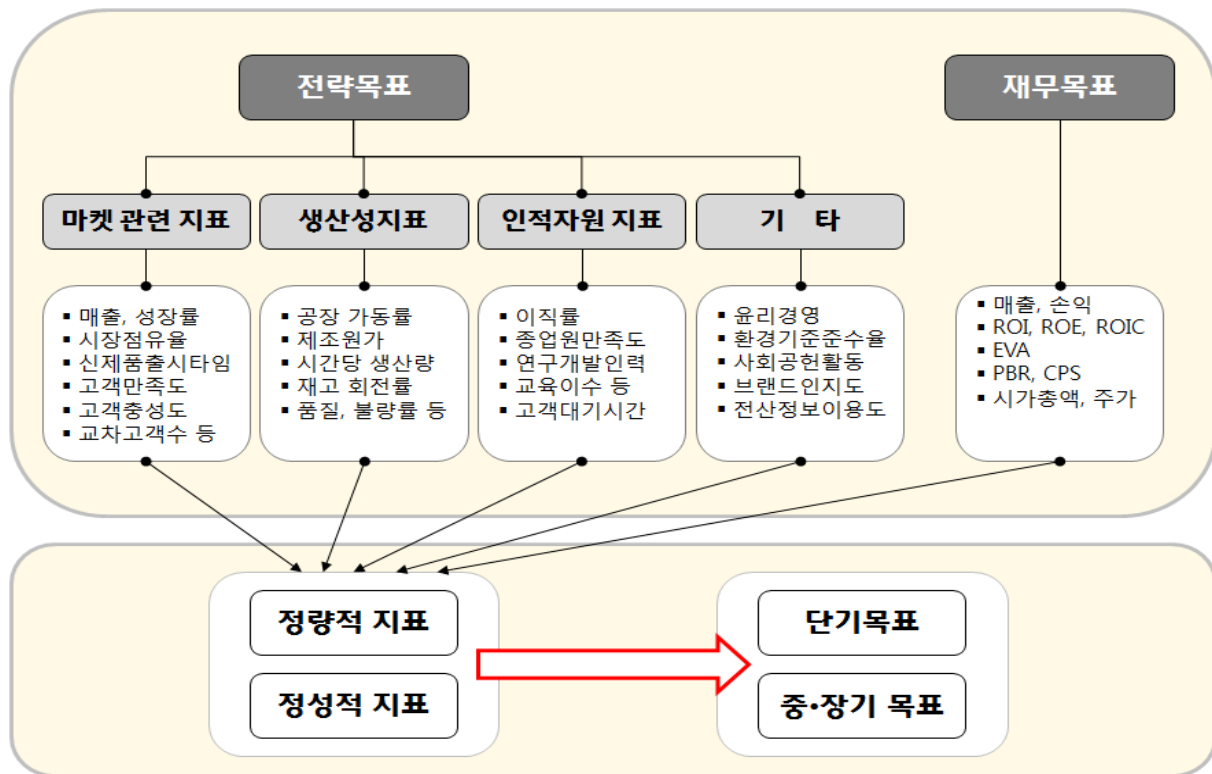 전략목표
재무목표
마켓 관련 지표
생산성지표
인적자원 지표
기 타
▪ 매출, 성장률
▪ 시장점유율
▪ 신제품출시타임
▪ 고객만족도
▪ 고객충성도
▪ 교차고객수 등
▪ 공장 가동률
▪ 제조원가
▪ 시간당 생산량
▪ 재고 회전률
▪ 품질, 불량률 등
▪ 이직률
▪ 종업원만족도
▪ 연구개발인력
▪ 교육이수 등
▪ 고객대기시간
▪ 윤리경영
▪ 환경기준준수율
▪ 사회공헌활동
▪ 브랜드인지도
▪ 전산정보이용도
▪ 매출, 손익
▪ ROI, ROE, ROIC
▪ EVA
▪ PBR, CPS
▪ 시가총액, 주가
정량적 지표
정성적 지표
단기목표
중·장기 목표